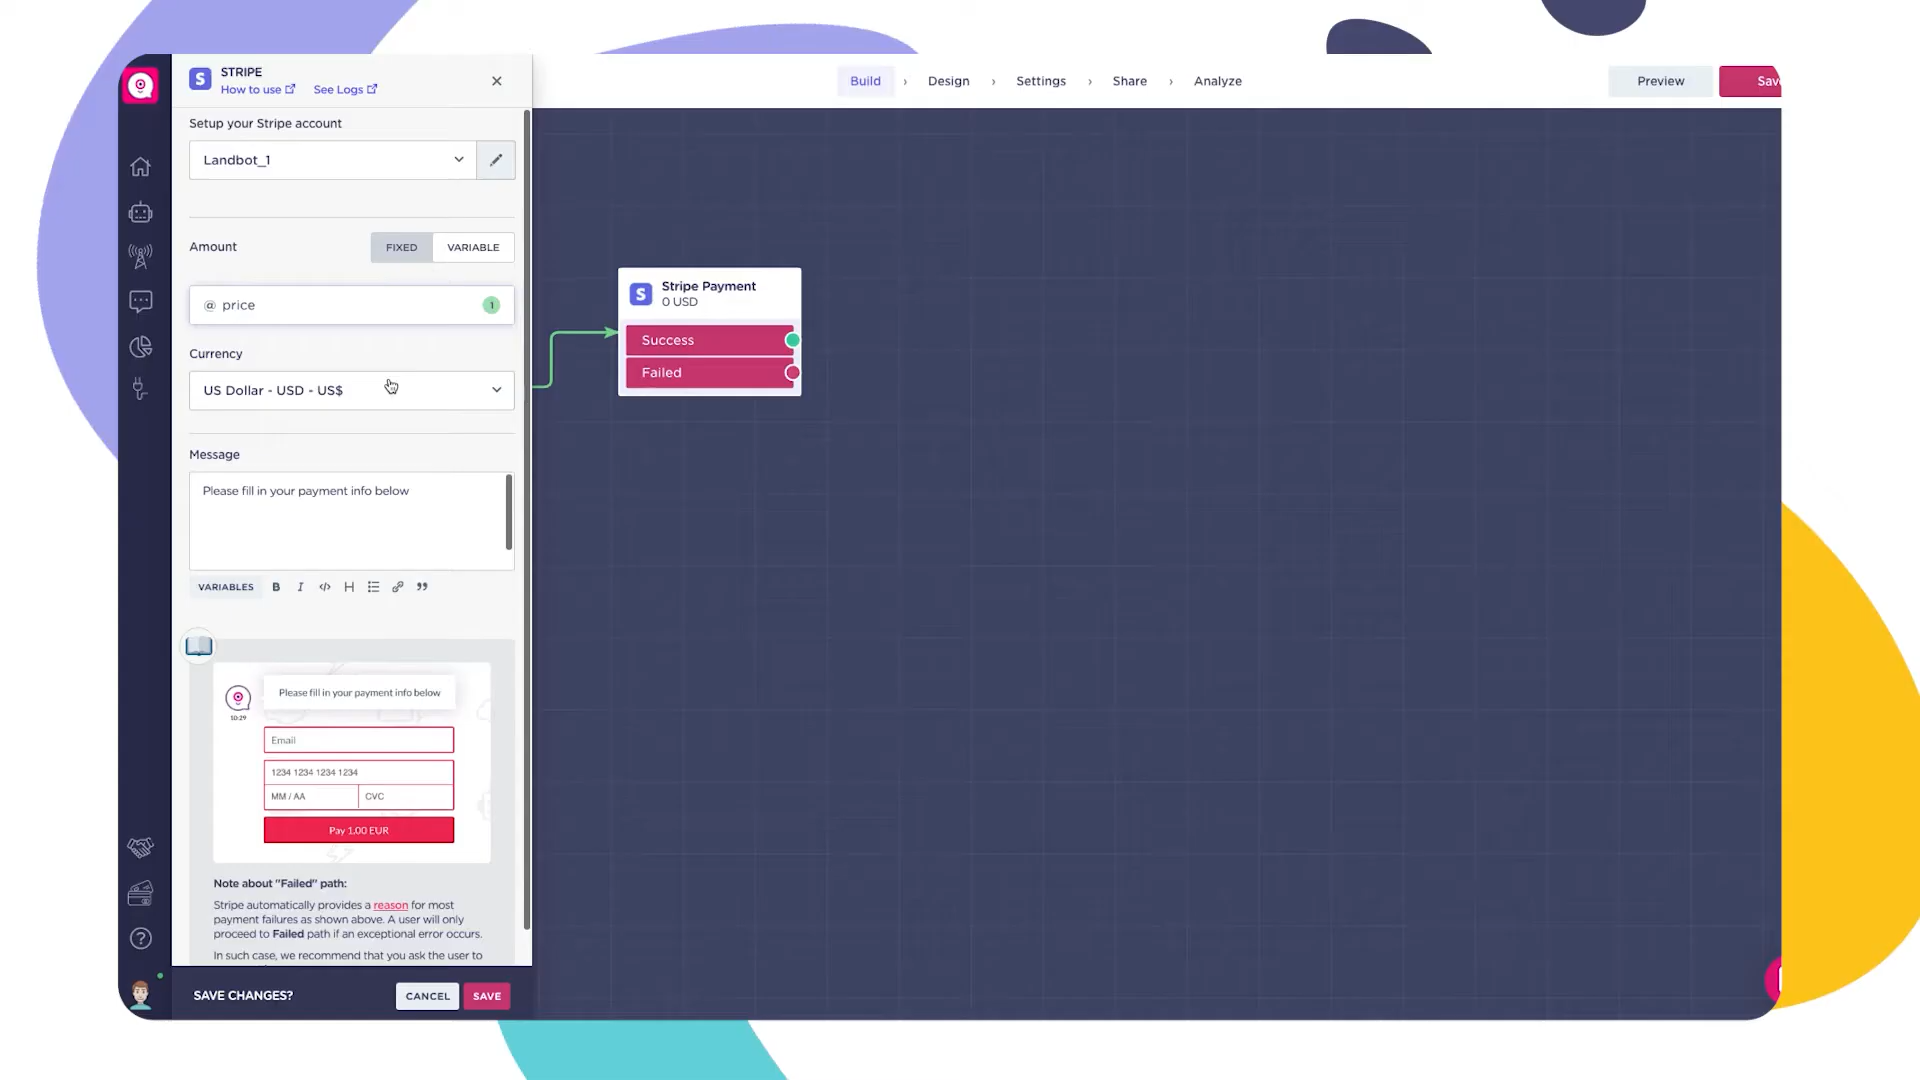 STRIPE
How to use
See Logs
Build
Design
Settings
Share
Analyze
Preview
Sav
Setup your Stripe account
Landbot_1
Amount
FIXED
VARIABLE
@ price
1
Currency
US Dollar - USD - US$
Stripe Payment
0 USD
Success
Failed
Message
Please fill in your payment info below
VARIABLES
Please fill in your payment info below
10:29
Email
1234 1234 1234 1234
MM / AA
CVC
Pay 1,00 EUR
Note about "Failed" path:
Stripe automatically provides a reason for most
payment failures as shown above. A user will only
proceed to Failed path if an exceptional error occurs.
In such case, we recommend that you ask the user to
SAVE CHANGES?
CANCEL
SAVE